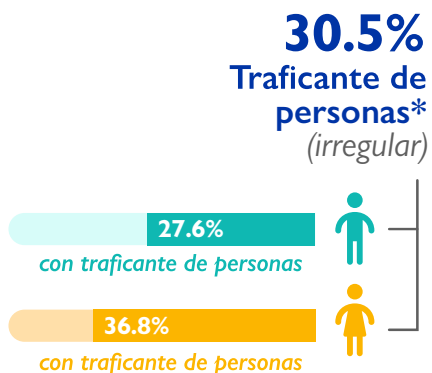 30.5%
Traficante de
personas*
(irregular)
27.6%
con traficante de personas
36.8%
con traficante de personas